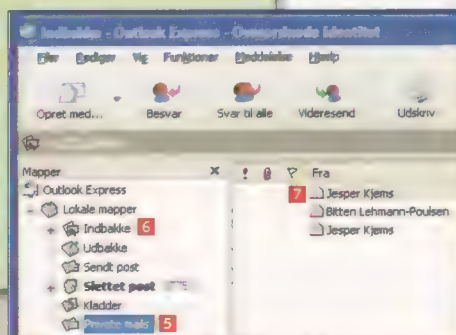 Indbakke - Outlook Express - Overordnede identitet
Filer Rediger Vis Funktioner Meddelelse Hjælp
Opret med... Besvar Svar til alle Videresend Udskriv
Mapper × ! Fra
Outlook Express 7 Jesper Kjems
Lokale mapper Bitten Lehmann-Poulsen
Indbakke 6 Jesper Kjems
Udbakke
Sendt post
Slettet post
Kladder
Private mails 5